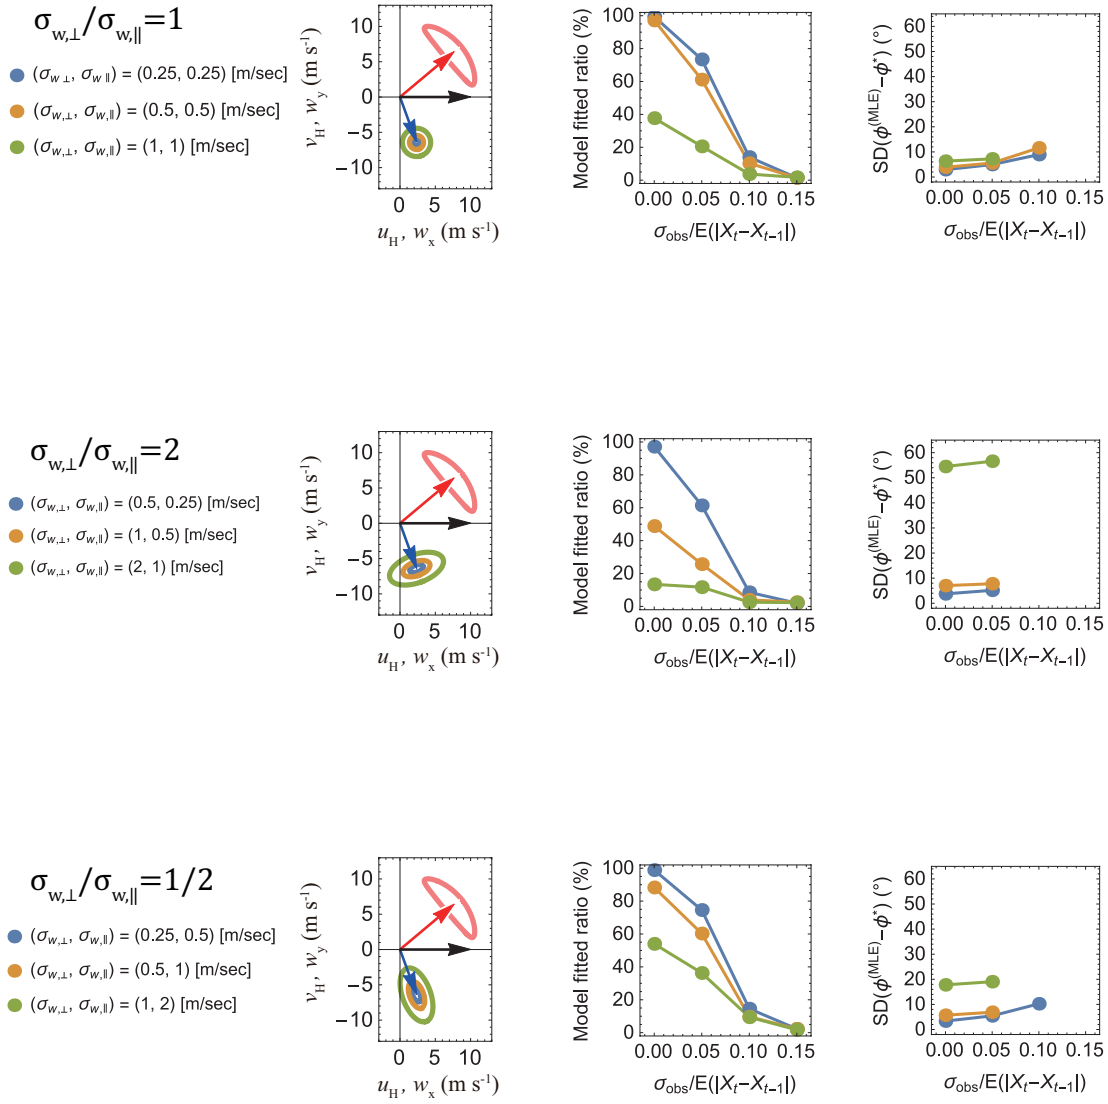 σw,⊥/σw,∥=1
(σw⊥, σw∥) = (0.25, 0.25) [m/sec]
(σw,⊥, σw,∥) = (0.5, 0.5) [m/sec]
(σw,⊥, σw,∥) = (1, 1) [m/sec]
vH, wy (m s-1)
10
5
0
−5
−10
0 5 10
uH, wx (m s-1)
Model fitted ratio (%)
100
80
60
40
20
0
0.00 0.05 0.10 0.15
σobs/E(|Xt−Xt−1|)
SD(ϕ(MLE)−ϕ*) (°)
60
50
40
30
20
10
0
0.00 0.05 0.10 0.15
σobs/E(|Xt−Xt−1|)
σw,⊥/σw,∥=2
(σw,⊥, σw,∥) = (0.5, 0.25) [m/sec]
(σw,⊥, σw,∥) = (1, 0.5) [m/sec]
(σw,⊥, σw,∥) = (2, 1) [m/sec]
vH, wy (m s-1)
10
5
0
−5
−10
0 5 10
uH, wx (m s-1)
Model fitted ratio (%)
100
80
60
40
20
0
0.00 0.05 0.10 0.15
σobs/E(|Xt−Xt−1|)
SD(ϕ(MLE)−ϕ*) (°)
60
50
40
30
20
10
0
0.00 0.05 0.10 0.15
σobs/E(|Xt−Xt−1|)
σw,⊥/σw,∥=1/2
(σw,⊥, σw,∥) = (0.25, 0.5) [m/sec]
(σw,⊥, σw,∥) = (0.5, 1) [m/sec]
(σw,⊥, σw,∥) = (1, 2) [m/sec]
vH, wy (m s-1)
10
5
0
−5
−10
0 5 10
uH, wx (m s-1)
Model fitted ratio (%)
100
80
60
40
20
0
0.00 0.05 0.10 0.15
σobs/E(|Xt−Xt−1|)
SD(ϕ(MLE)−ϕ*) (°)
60
50
40
30
20
10
0
0.00 0.05 0.10 0.15
σobs/E(|Xt−Xt−1|)